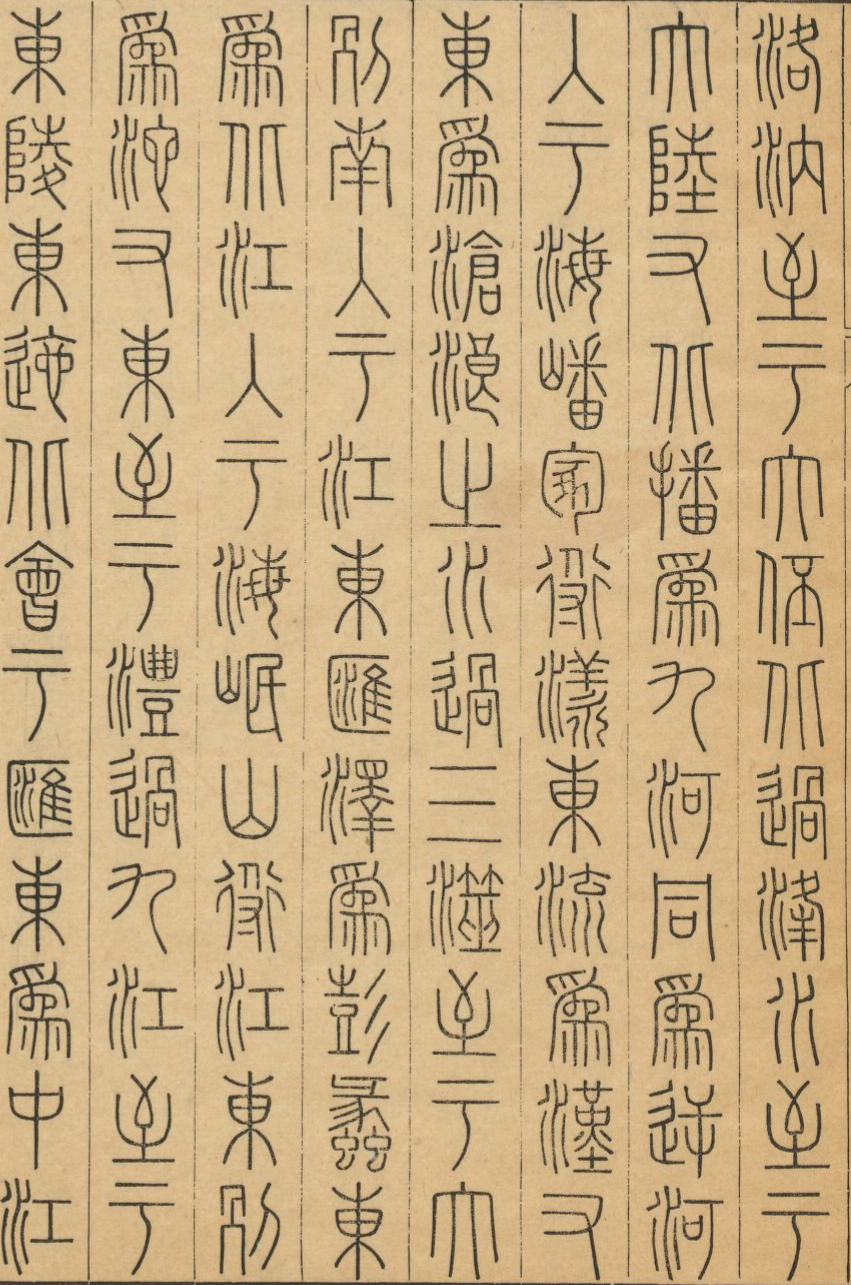 洛汭至于大伾北過洚水至于
大陸又北播爲九河同爲逆河
入于海嶓冢導漾東流爲漢又
東爲滄浪之水過三澨至于大
別南入于江東匯澤爲彭蠡東
爲北江入于海岷山導江東別
爲沱又東至于澧過九江至于
東陵東迆北會于匯東爲中江